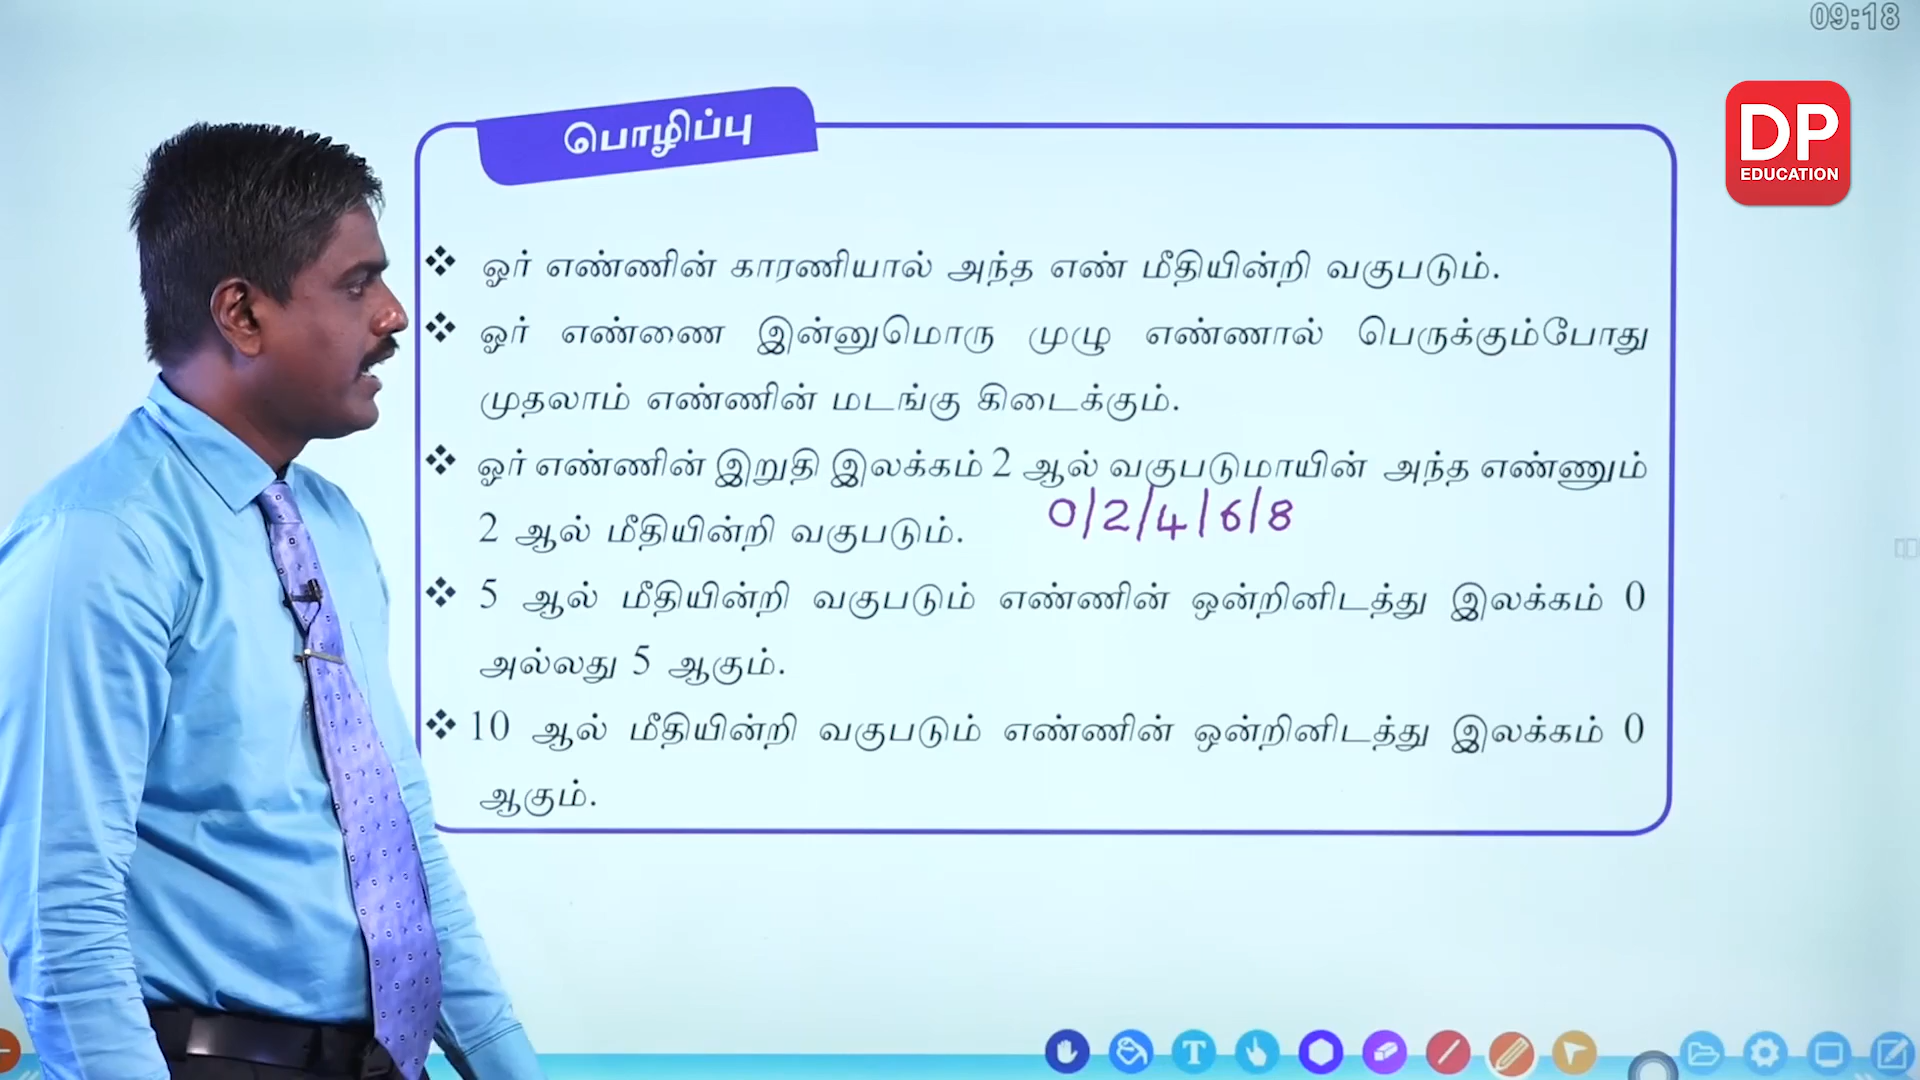 09:18
DP
EDUCATION
பொழிப்பு
❖ ஓர் எண்ணின் காரணியால் அந்த எண் மீதியின்றி வகுபடும்.
❖ ஓர் எண்ணை இன்னுமொரு முழு எண்ணால் பெருக்கும்போது
முதலாம் எண்ணின் மடங்கு கிடைக்கும்.
❖ ஓர் எண்ணின் இறுதி இலக்கம் 2 ஆல் வகுபடுமாயின் அந்த எண்ணும்
2 ஆல் மீதியின்றி வகுபடும்.
0/2/4/6/8
❖ 5 ஆல் மீதியின்றி வகுபடும் எண்ணின் ஒன்றினிடத்து இலக்கம் 0
அல்லது 5 ஆகும்.
❖ 10 ஆல் மீதியின்றி வகுபடும் எண்ணின் ஒன்றினிடத்து இலக்கம் 0
ஆகும்.
T